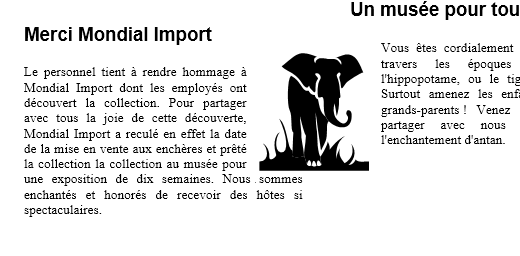 Merci Mondial Import
Le personnel tient à rendre hommage à
Mondial Import dont les employés ont
découvert la collection. Pour partager
avec tous la joie de cette découverte,
Mondial Import a reculé en effet la date
de la mise en vente aux enchères et prêté
la collection la collection au musée pour
une exposition de dix semaines. Nous sommes
enchantés et honorés de recevoir des hôtes si
spectaculaires.
Un musée pour tou
Vous êtes cordialement
travers les époques
l'hippopotame, ou le tig
Surtout amenez les enfa
grands-parents ! Venez
partager avec nous
l'enchantement d'antan.